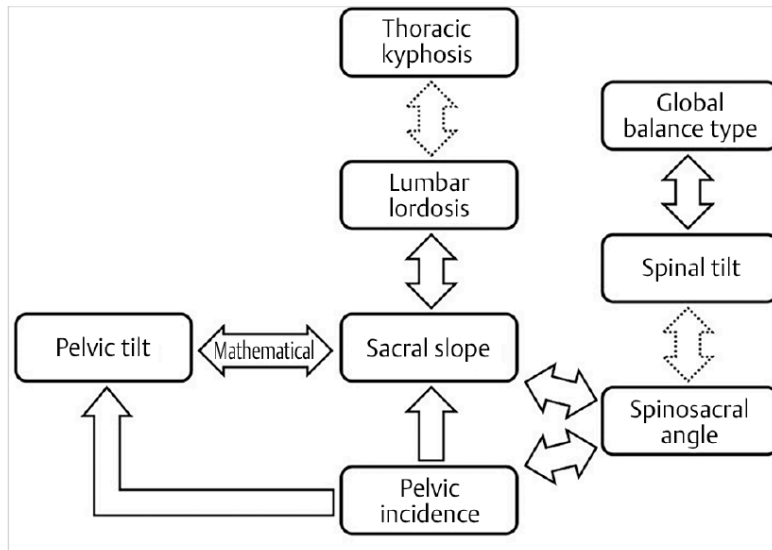 Thoracic
kyphosis
Global
balance type
Lumbar
lordosis
Spinal tilt
Pelvic tilt
Mathematical
Sacral slope
Spinosacral
angle
Pelvic
incidence